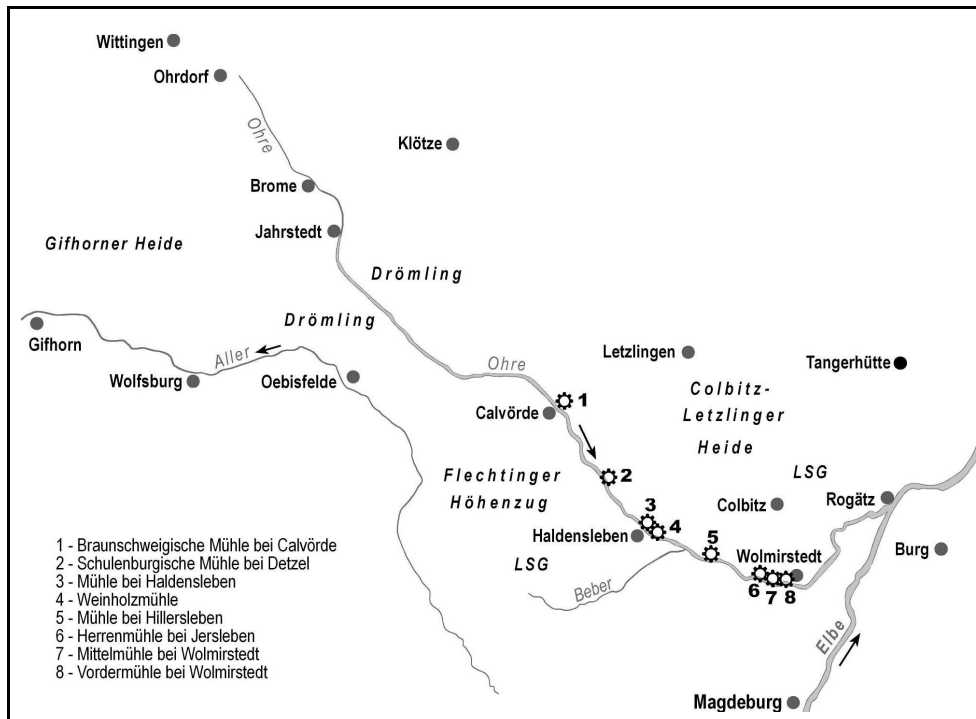 Wittingen
Ohrdorf
Ohre
Klötze
Brome
Jahrstedt
Gifhorner Heide
Drömling
Drömling
Gifhorn
Aller
Wolfsburg
Oebisfelde
Ohre
Letzlingen
Tangerhütte
Colbitz-
Letzlinger
Heide
Calvörde
1
2
Flechtinger
Höhenzug
LSG
Colbitz
Rogätz
3
4
Haldensleben
5
Wolmirstedt
Burg
LSG
Beber
6
7
8
Elbe
Magdeburg
1 - Braunschweigische Mühle bei Calvörde
2 - Schulenburgische Mühle bei Detzel
3 - Mühle bei Haldensleben
4 - Weinholzmühle
5 - Mühle bei Hillersleben
6 - Herrenmühle bei Jersleben
7 - Mittelmühle bei Wolmirstedt
8 - Vordermühle bei Wolmirstedt